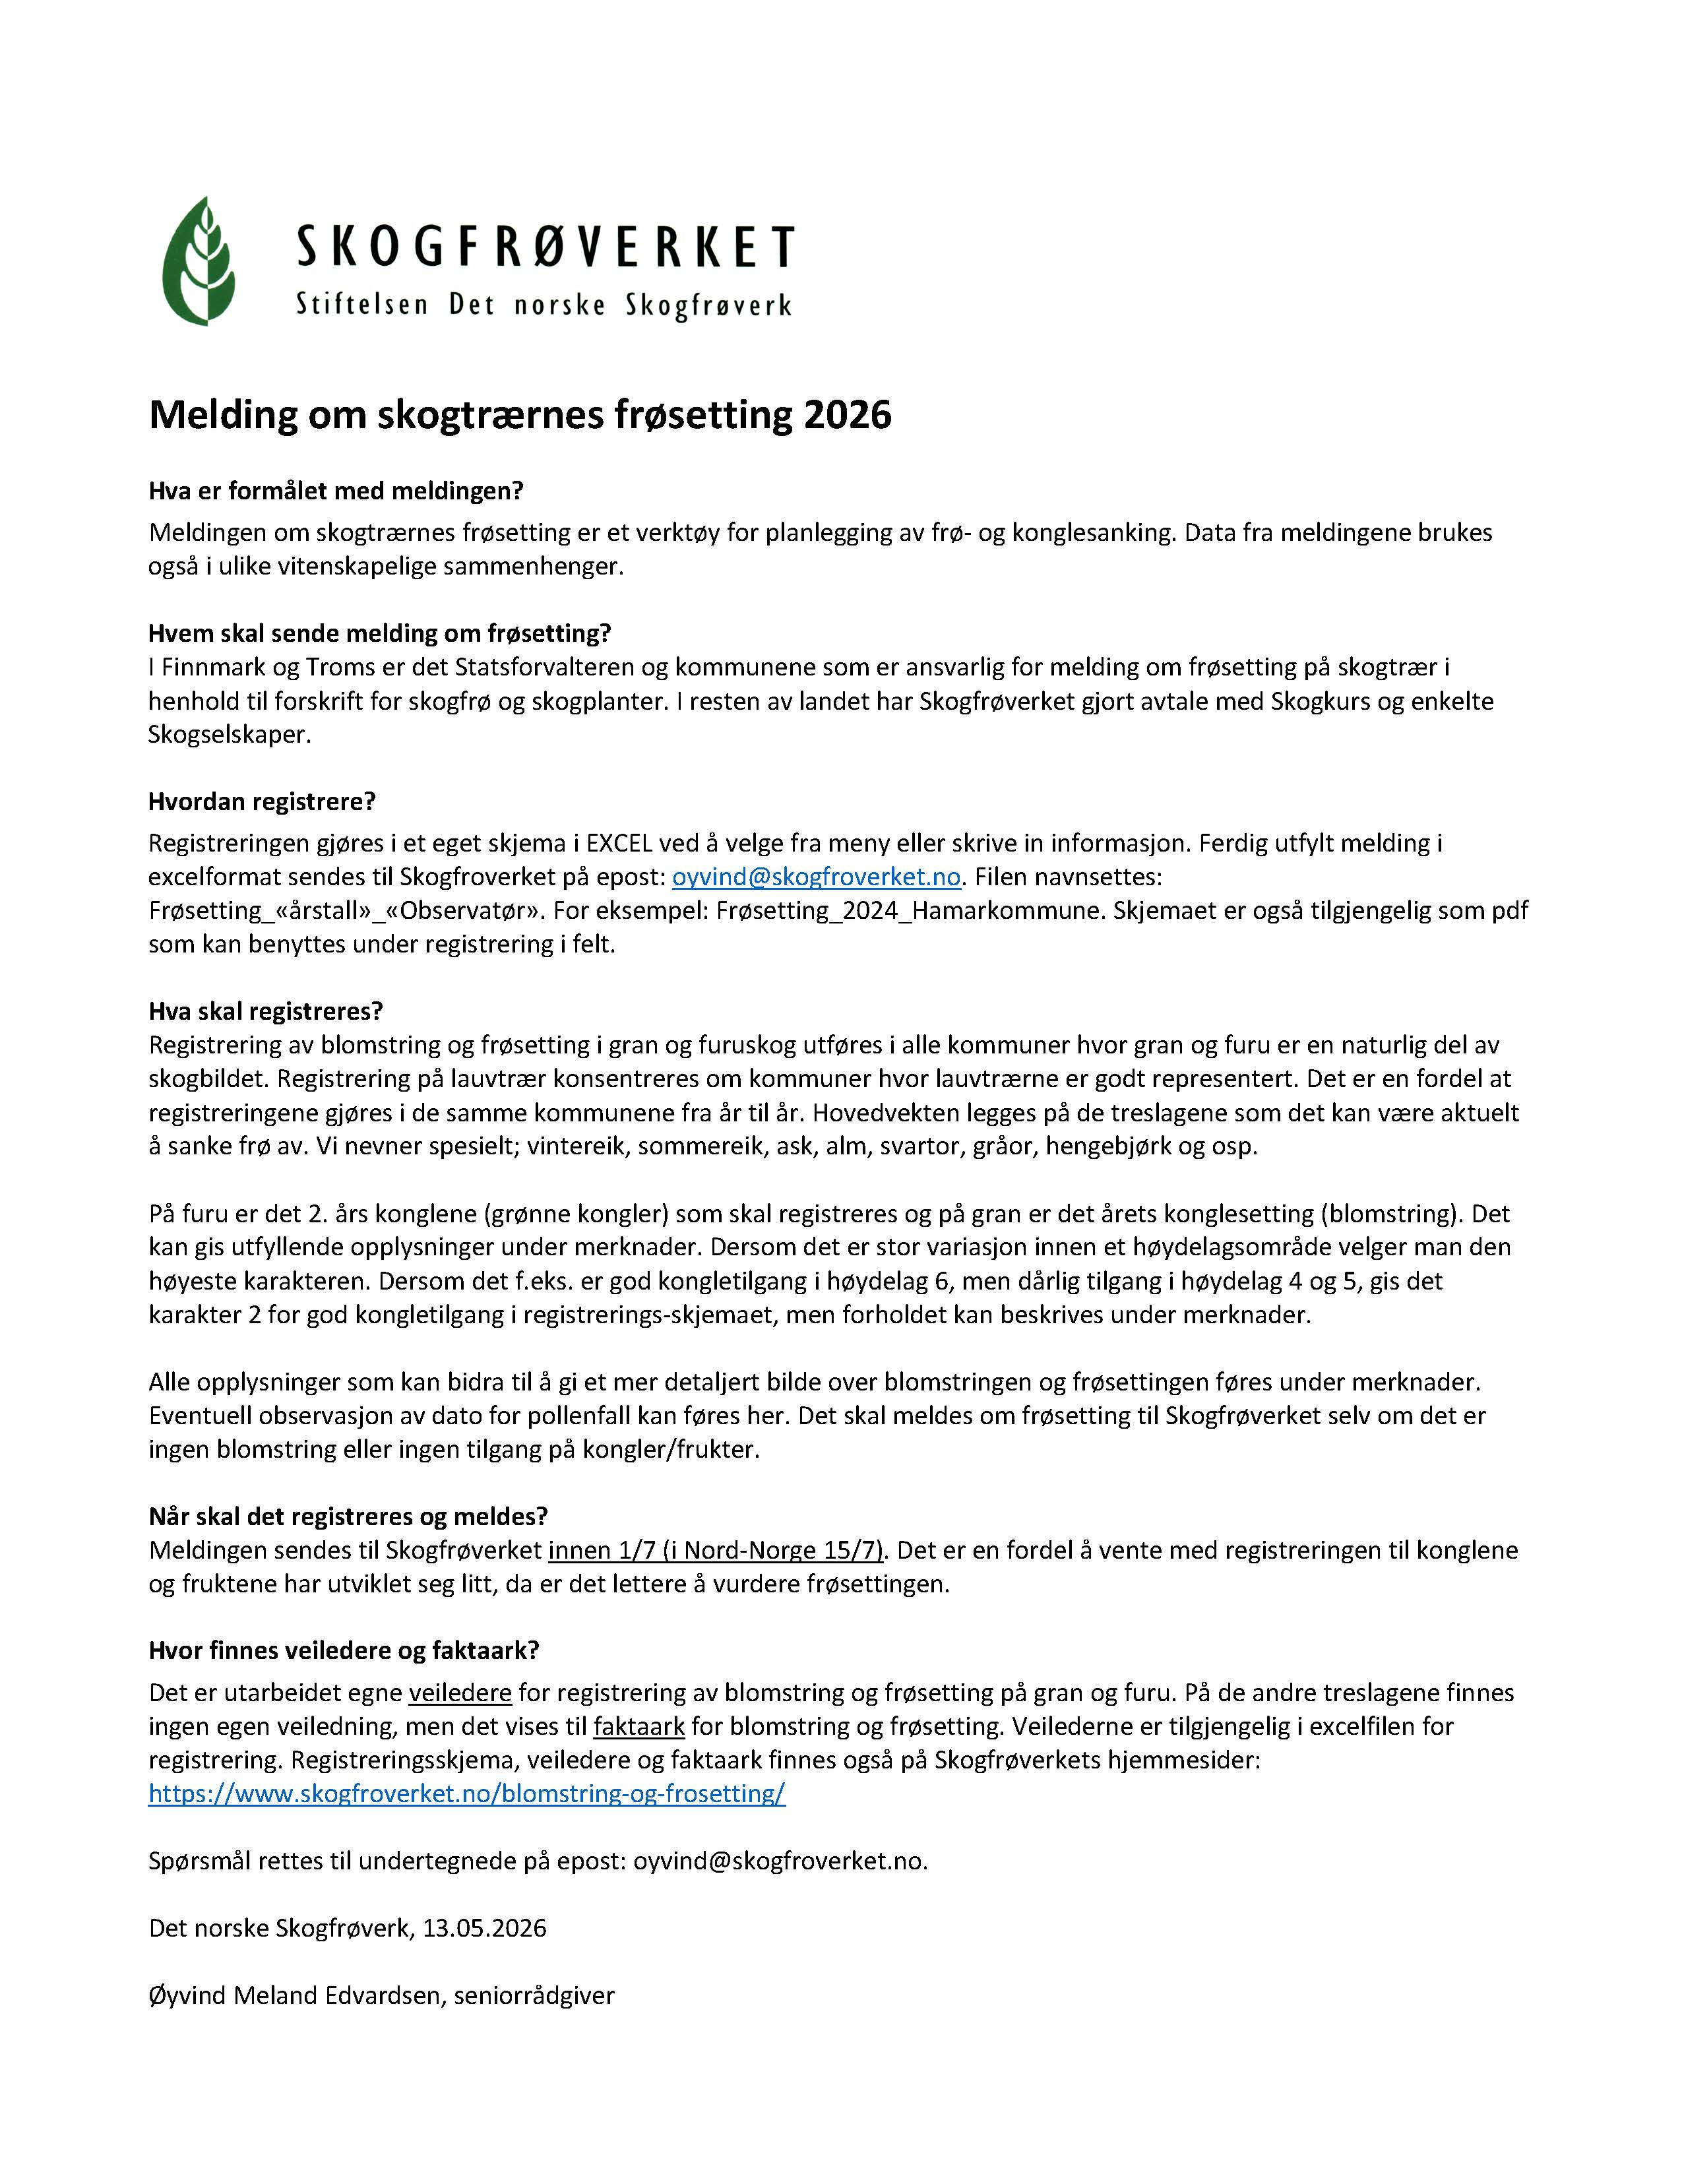 SKOGFRØVERKET
Stiftelsen Det norske Skogfrøverk
Melding om skogtrærnes frøsetting 2026
Hva er formålet med meldingen?
Meldingen om skogtrærnes frøsetting er et verktøy for planlegging av frø- og konglesanking. Data fra meldingene brukes
også i ulike vitenskapelige sammenhenger.
Hvem skal sende melding om frøsetting?
I Finnmark og Troms er det Statsforvalteren og kommunene som er ansvarlig for melding om frøsetting på skogtrær i
henhold til forskrift for skogfrø og skogplanter. I resten av landet har Skogfrøverket gjort avtale med Skogkurs og enkelte
Skogselskaper.
Hvordan registrere?
Registreringen gjøres i et eget skjema i EXCEL ved å velge fra meny eller skrive in informasjon. Ferdig utfylt melding i
excelformat sendes til Skogfroverket på epost: oyvind@skogfroverket.no. Filen navnsettes:
Frøsetting_«årstall»_«Observatør». For eksempel: Frøsetting_2024_Hamarkommune. Skjemaet er også tilgjengelig som pdf
som kan benyttes under registrering i felt.
Hva skal registreres?
Registrering av blomstring og frøsetting i gran og furuskog utføres i alle kommuner hvor gran og furu er en naturlig del av
skogbildet. Registrering på lauvtrær konsentreres om kommuner hvor lauvtrærne er godt representert. Det er en fordel at
registreringene gjøres i de samme kommunene fra år til år. Hovedvekten legges på de treslagene som det kan være aktuelt
å sanke frø av. Vi nevner spesielt; vintereik, sommereik, ask, alm, svartor, gråor, hengebjørk og osp.
På furu er det 2. års konglene (grønne kongler) som skal registreres og på gran er det årets konglesetting (blomstring). Det
kan gis utfyllende opplysninger under merknader. Dersom det er stor variasjon innen et høydelagsområde velger man den
høyeste karakteren. Dersom det f.eks. er god kongletilgang i høydelag 6, men dårlig tilgang i høydelag 4 og 5, gis det
karakter 2 for god kongletilgang i registrerings-skjemaet, men forholdet kan beskrives under merknader.
Alle opplysninger som kan bidra til å gi et mer detaljert bilde over blomstringen og frøsettingen føres under merknader.
Eventuell observasjon av dato for pollenfall kan føres her. Det skal meldes om frøsetting til Skogfrøverket selv om det er
ingen blomstring eller ingen tilgang på kongler/frukter.
Når skal det registreres og meldes?
Meldingen sendes til Skogfrøverket innen 1/7 (i Nord-Norge 15/7). Det er en fordel å vente med registreringen til konglene
og fruktene har utviklet seg litt, da er det lettere å vurdere frøsettingen.
Hvor finnes veiledere og faktaark?
Det er utarbeidet egne veiledere for registrering av blomstring og frøsetting på gran og furu. På de andre treslagene finnes
ingen egen veiledning, men det vises til faktaark for blomstring og frøsetting. Veilederne er tilgjengelig i excelfilen for
registrering. Registreringsskjema, veiledere og faktaark finnes også på Skogfrøverkets hjemmesider:
https://www.skogfroverket.no/blomstring-og-frosetting/
Spørsmål rettes til undertegnede på epost: oyvind@skogfroverket.no.
Det norske Skogfrøverk, 13.05.2026
Øyvind Meland Edvardsen, seniorrådgiver